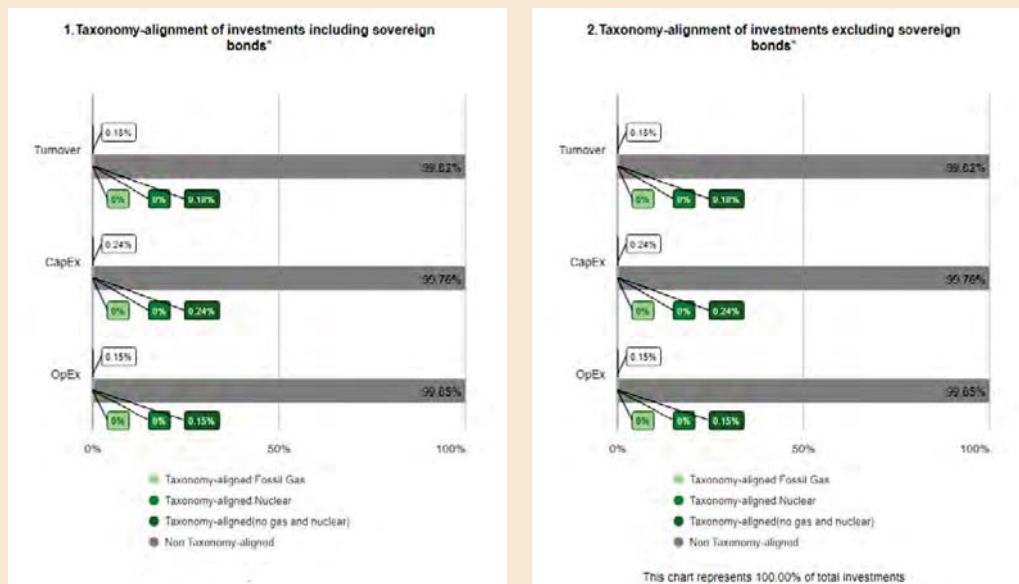 1. Taxonomy-alignment of investments including sovereign
bonds*
0.18%
Turnover
99.82%
0% 0% 0.18%
0.24%
CapEx
99.76%
0% 0% 0.24%
0.15%
OpEx
99.85%
0% 0% 0.15%
0% 50% 100%
Taxonomy-aligned Fossil Gas
Taxonomy-aligned Nuclear
Taxonomy-aligned(no gas and nuclear)
Non Taxonomy-aligned
2. Taxonomy-alignment of investments excluding sovereign
bonds*
0.18%
Turnover
99.82%
0% 0% 0.18%
0.24%
CapEx
99.76%
0% 0% 0.24%
0.15%
OpEx
99.85%
0% 0% 0.15%
0% 50% 100%
Taxonomy-aligned Fossil Gas
Taxonomy-aligned Nuclear
Taxonomy-aligned(no gas and nuclear)
Non Taxonomy-aligned
This chart represents 100.00% of total investments